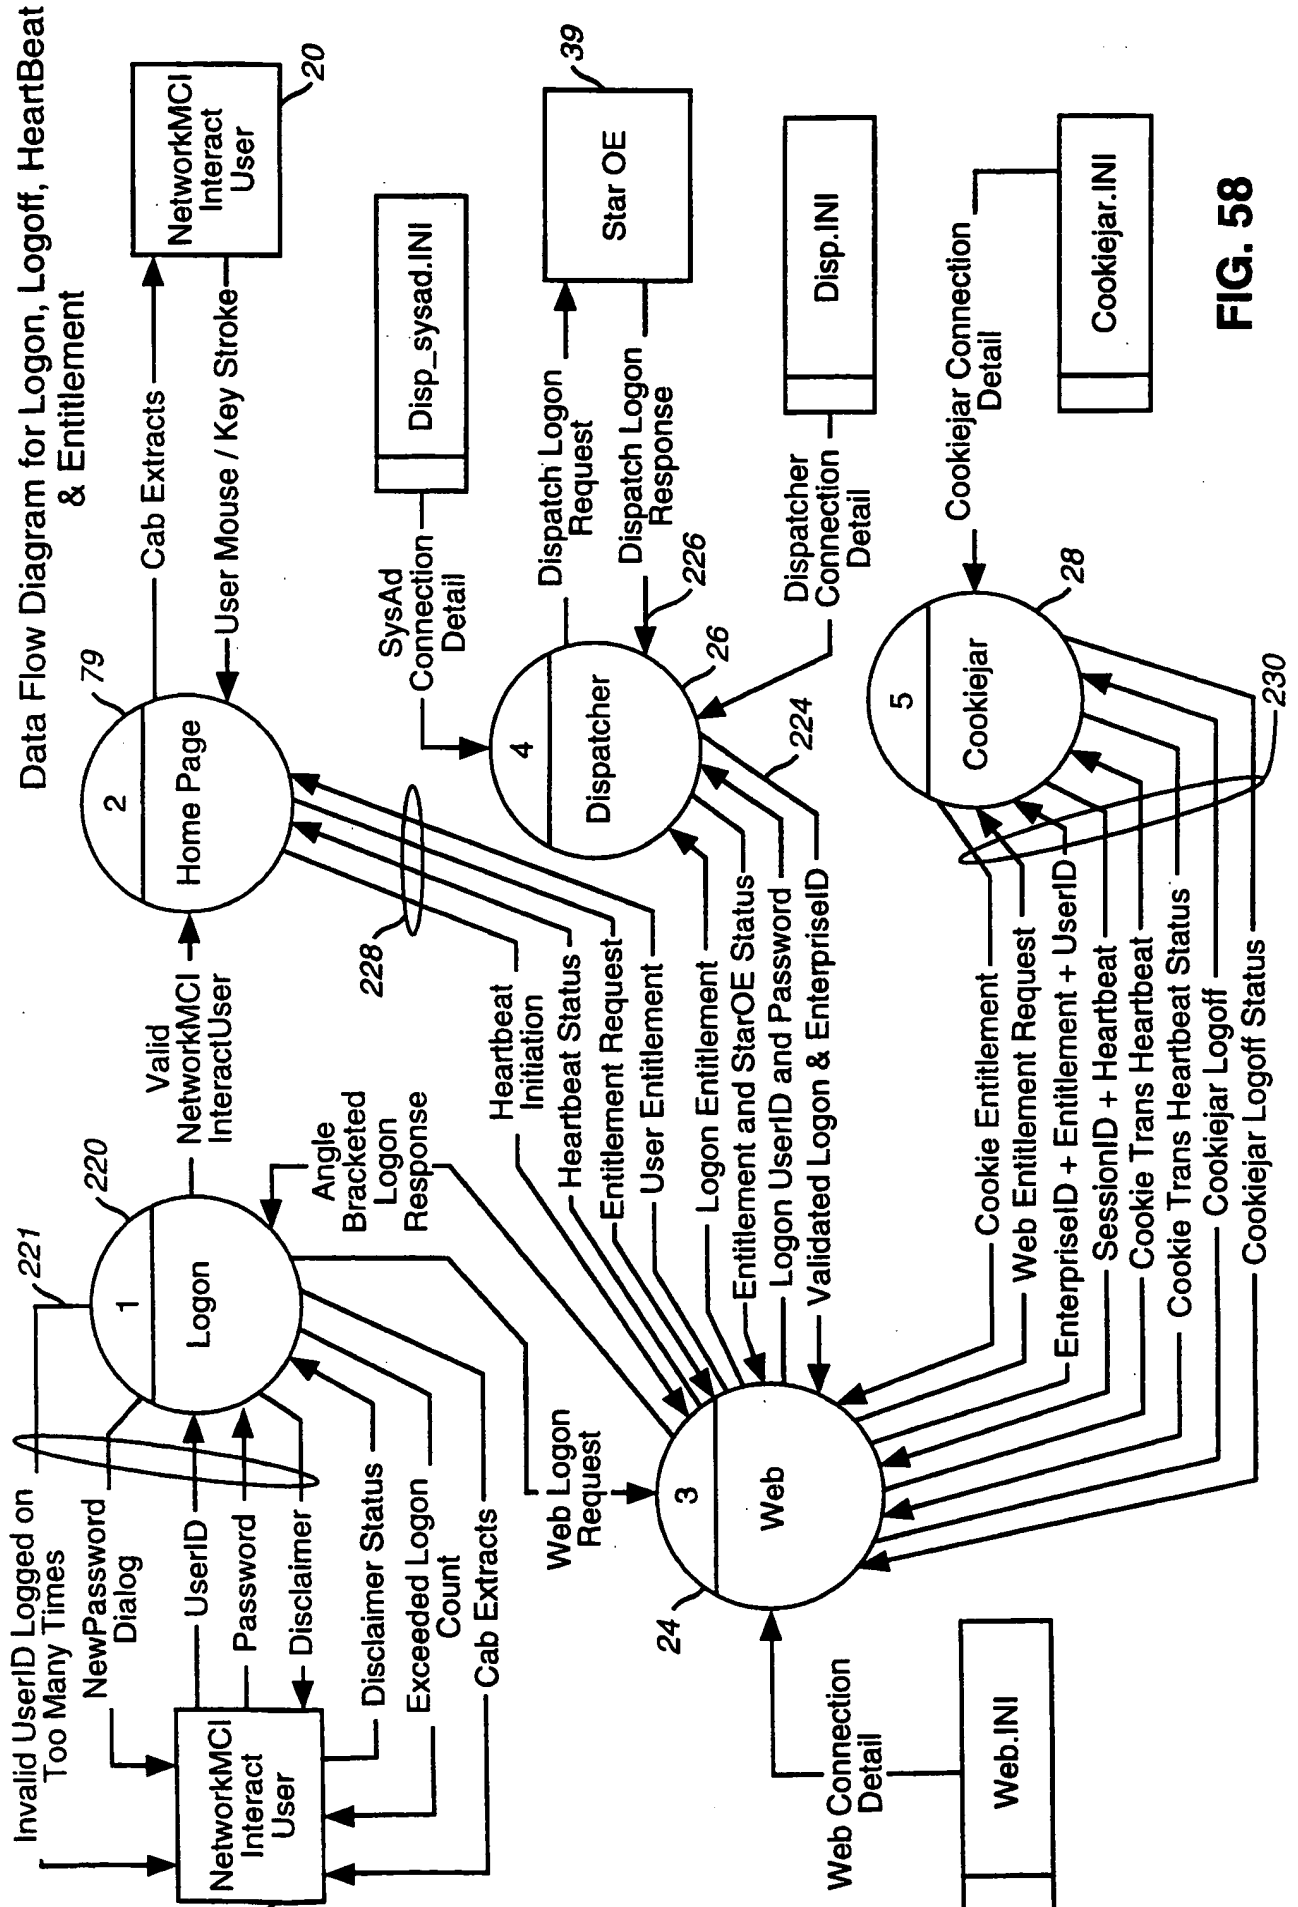 Data Flow Diagram for Logon, Logoff, HeartBeat
& Entitlement
Invalid UserID Logged on
Too Many Times
221
NewPassword
Dialog
NetworkMCI
Interact
User
UserID
Password
Disclaimer
Disclaimer Status
Exceeded Logon
Count
Cab Extracts
220
1
Logon
Valid
NetworkMCI
InteractUser
79
2
Home Page
Cab Extracts
User Mouse / Key Stroke
NetworkMCI
Interact
User
20
Angle
Bracketed
Logon
Response
Web Logon
Request
228
Heartbeat
Initiation
Heartbeat Status
Entitlement Request
User Entitlement
SysAd
Connection
Detail
Disp_sysad.INI
4
Dispatcher
26
Dispatch Logon
Request
Dispatch Logon
Response
226
Star OE
39
Dispatcher
Connection
Detail
Disp.INI
224
Logon Entitlement
Entitlement and StarOE Status
Logon UserID and Password
Validated Logon & EnterpriseID
24
3
Web
Web Connection
Detail
Web.INI
Cookie Entitlement
Web Entitlement Request
EnterpriseID + Entitlement + UserID
SessionID + Heartbeat
Cookie Trans Heartbeat
Cookie Trans Heartbeat Status
Cookiejar Logoff
Cookiejar Logoff Status
5
Cookiejar
28
230
Cookiejar Connection
Detail
Cookiejar.INI
FIG. 58